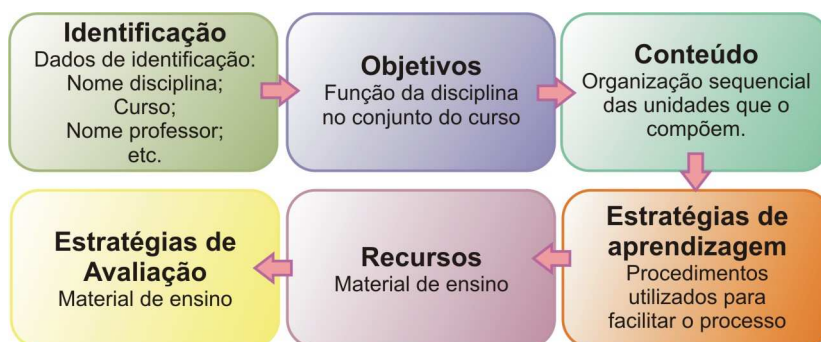 Identificação
Dados de identificação:
Nome disciplina;
Curso;
Nome professor;
etc.
Objetivos
Função da disciplina
no conjunto do curso
Conteúdo
Organização sequencial
das unidades que o
compõem.
Estratégias de
aprendizagem
Procedimentos
utilizados para
facilitar o processo
Recursos
Material de ensino
Estratégias de
Avaliação
Material de ensino